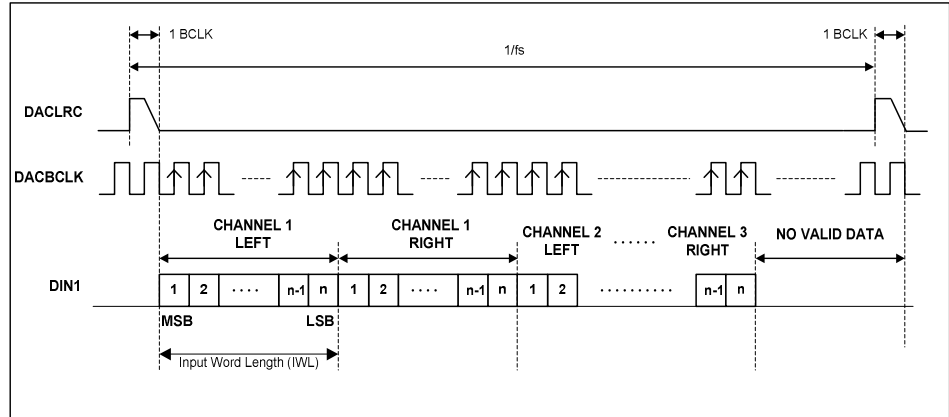 1 BCLK
1 BCLK
1/fs
DACLRC
DACBCLK
CHANNEL 1
LEFT
CHANNEL 1
RIGHT
CHANNEL 2
LEFT
......
CHANNEL 3
RIGHT
NO VALID DATA
DIN1
1 2 .... n-1 n 1 2 .... n-1 n 1 2 .......... n-1 n
MSB
LSB
Input Word Length (IWL)